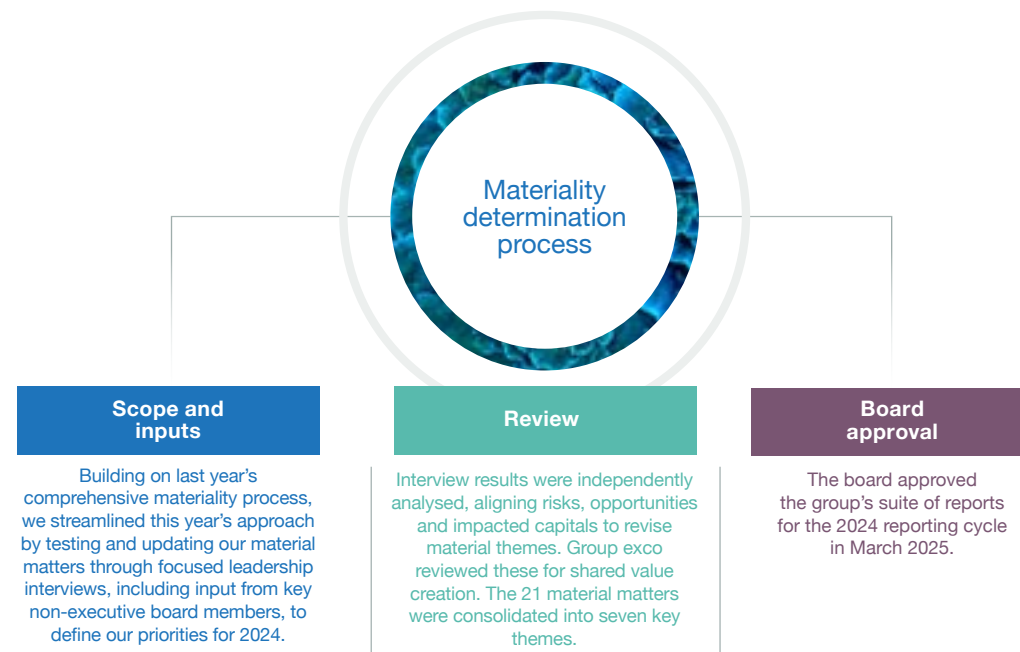 Materiality
determination
process
Scope and
inputs
Building on last year's
comprehensive materiality process,
we streamlined this year's approach
by testing and updating our material
matters through focused leadership
interviews, including input from key
non-executive board members, to
define our priorities for 2024.
Review
Interview results were independently
analysed, aligning risks, opportunities
and impacted capitals to revise
material themes. Group exco
reviewed these for shared value
creation. The 21 material matters
were consolidated into seven key
themes.
Board
approval
The board approved
the group's suite of reports
for the 2024 reporting cycle
in March 2025.